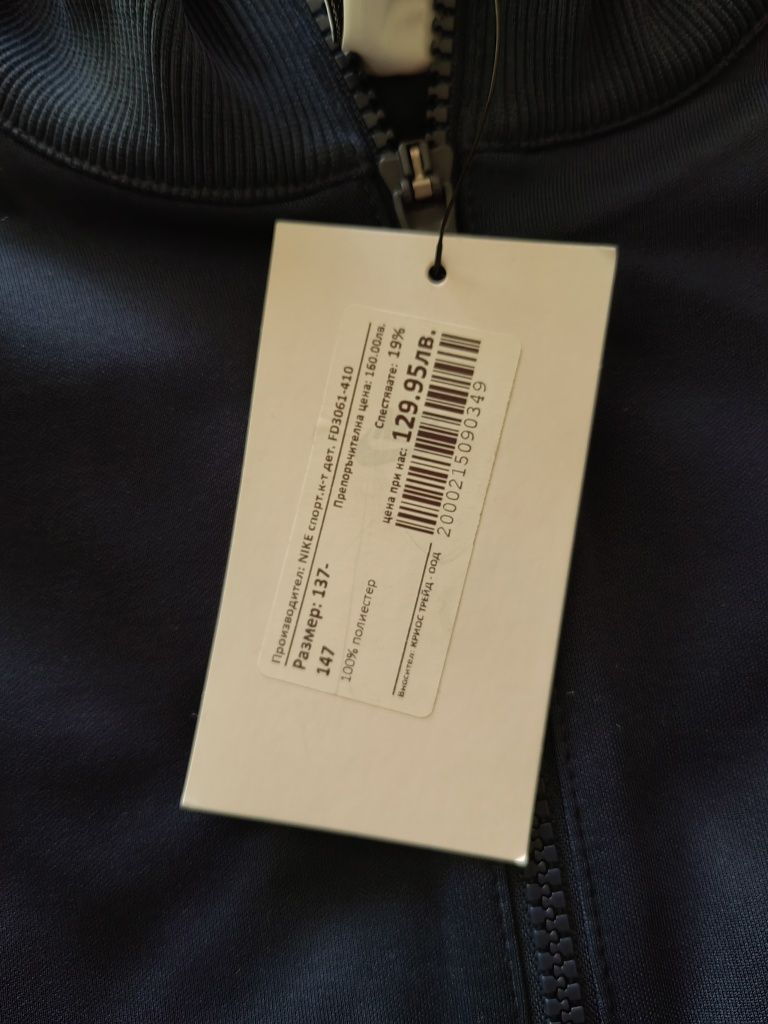 Производител: NIKE спорт.к-т дет. FD3061-410
Размер: 137-
147
100% полиестер
Препоръчителна цена: 160.00лв.
Спестявате: 19%
цена при нас: 129.95лв.
2000215090349
Вносител: КРИОС ТРЕЙД - ООД